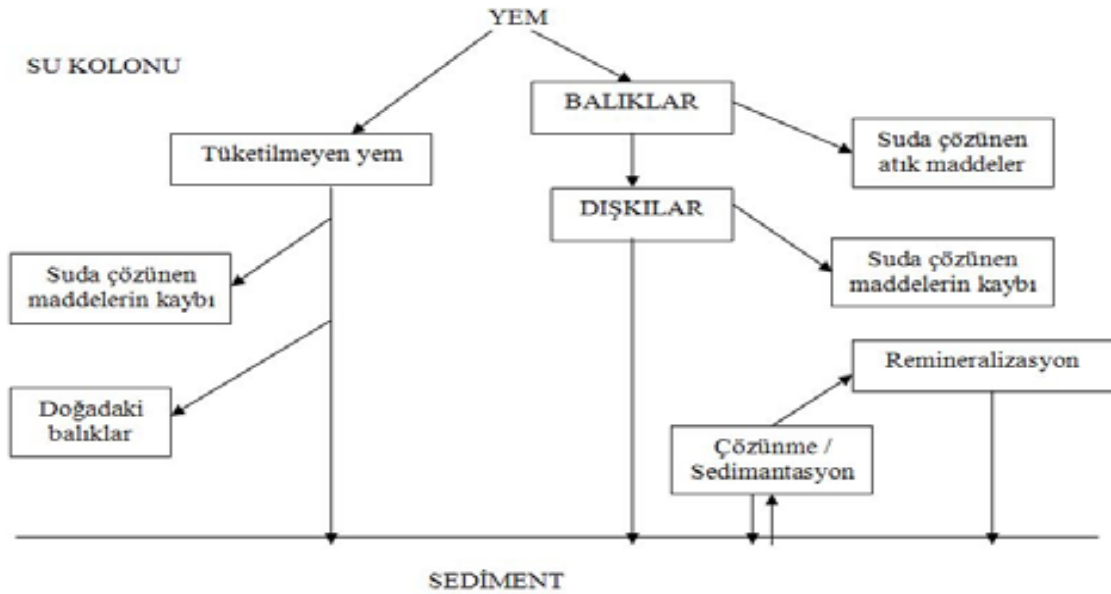 YEM
SU KOLONU
BALIKLAR
Tüketilmeyen yem
Suda çözünen
atık maddeler
DIŞKILAR
Suda çözünen
maddelerin kaybı
Suda çözünen
maddelerin kaybı
Remineralizasyon
Doğadaki
balıklar
Çözünme /
Sedimantasyon
SEDİMENT